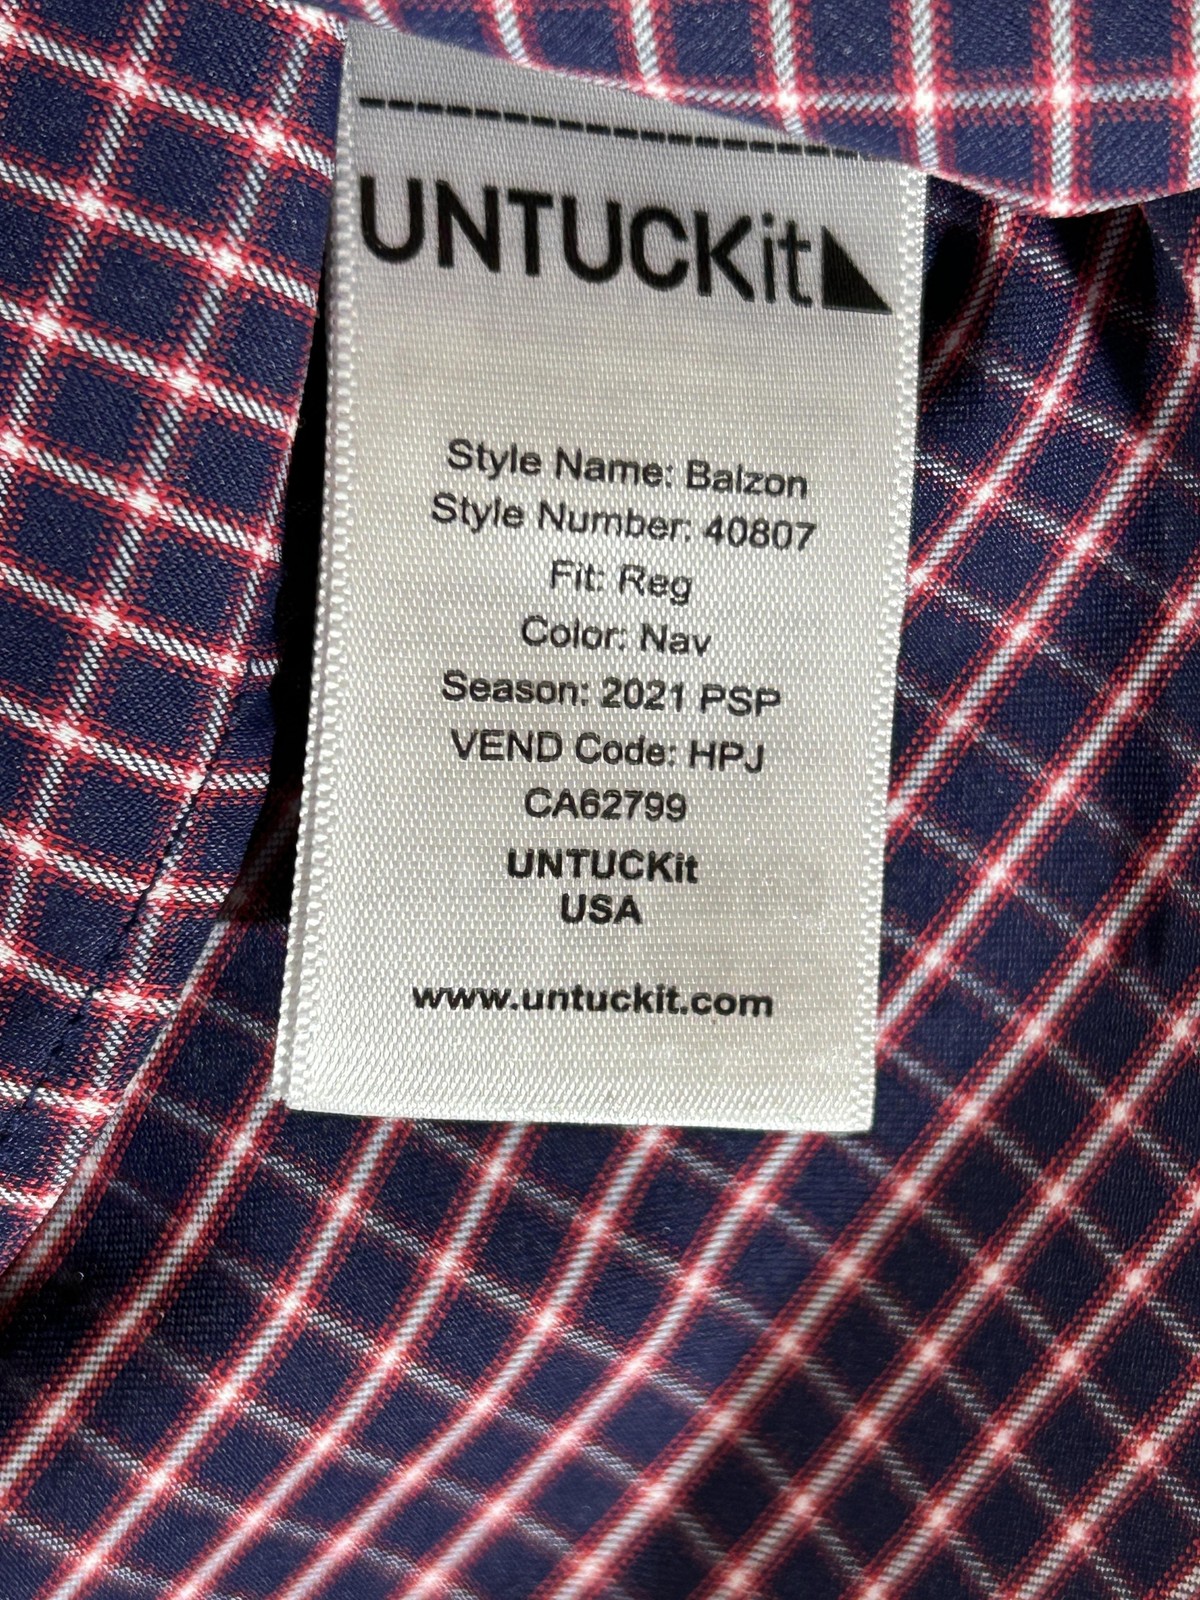 UNTUCKit
Style Name: Balzon
Style Number: 40807
Fit: Reg
Color: Nav
Season: 2021 PSP
VEND Code: HPJ
CA62799
UNTUCKit
USA
www.untuckit.com